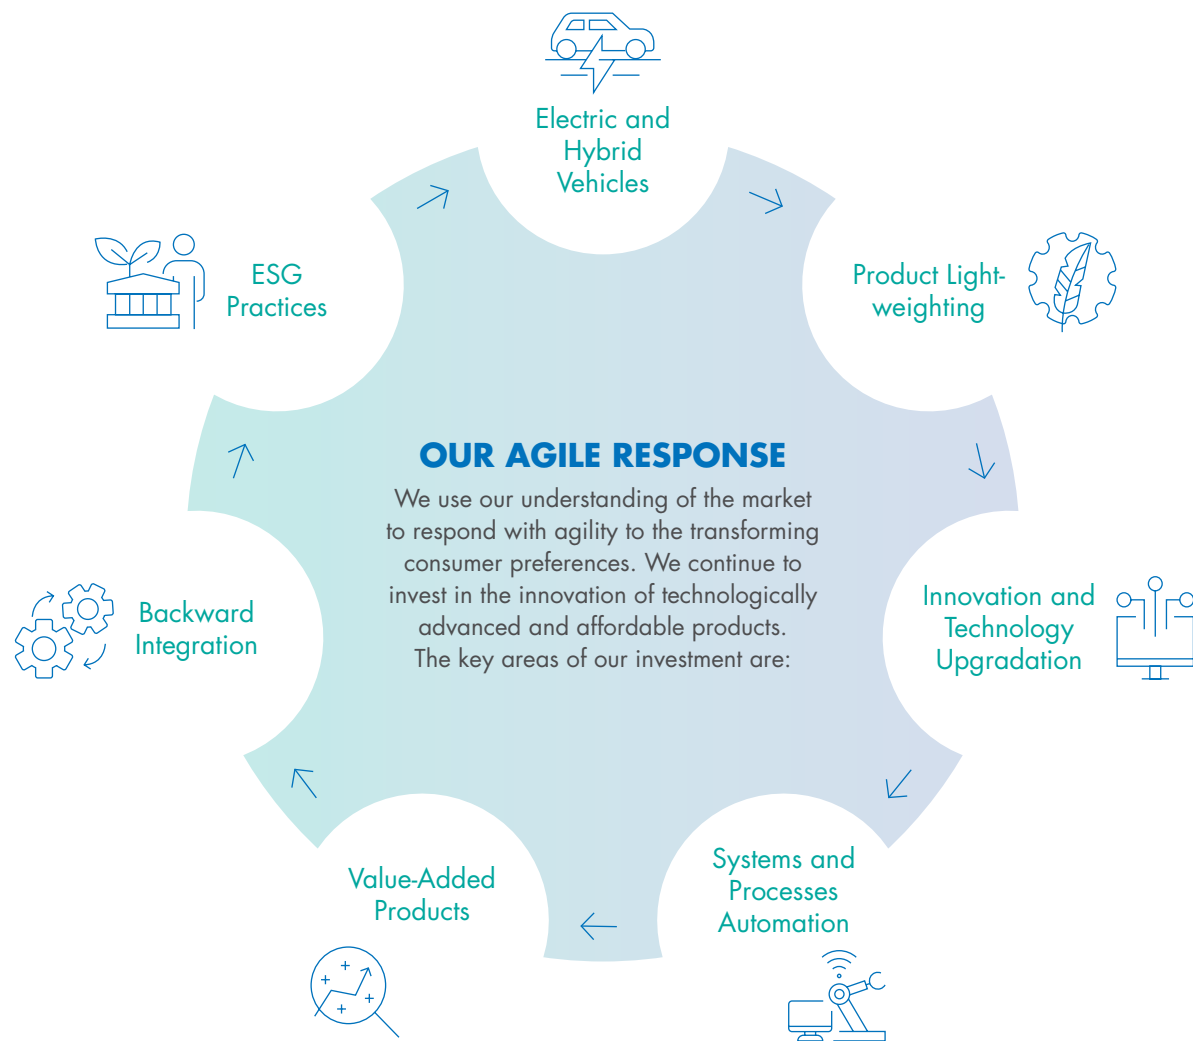 Electric and
Hybrid
Vehicles
Product Light-
weighting
Innovation and
Technology
Upgradation
Systems and
Processes
Automation
Value-Added
Products
Backward
Integration
ESG
Practices
OUR AGILE RESPONSE
We use our understanding of the market
to respond with agility to the transforming
consumer preferences. We continue to
invest in the innovation of technologically
advanced and affordable products.
The key areas of our investment are: